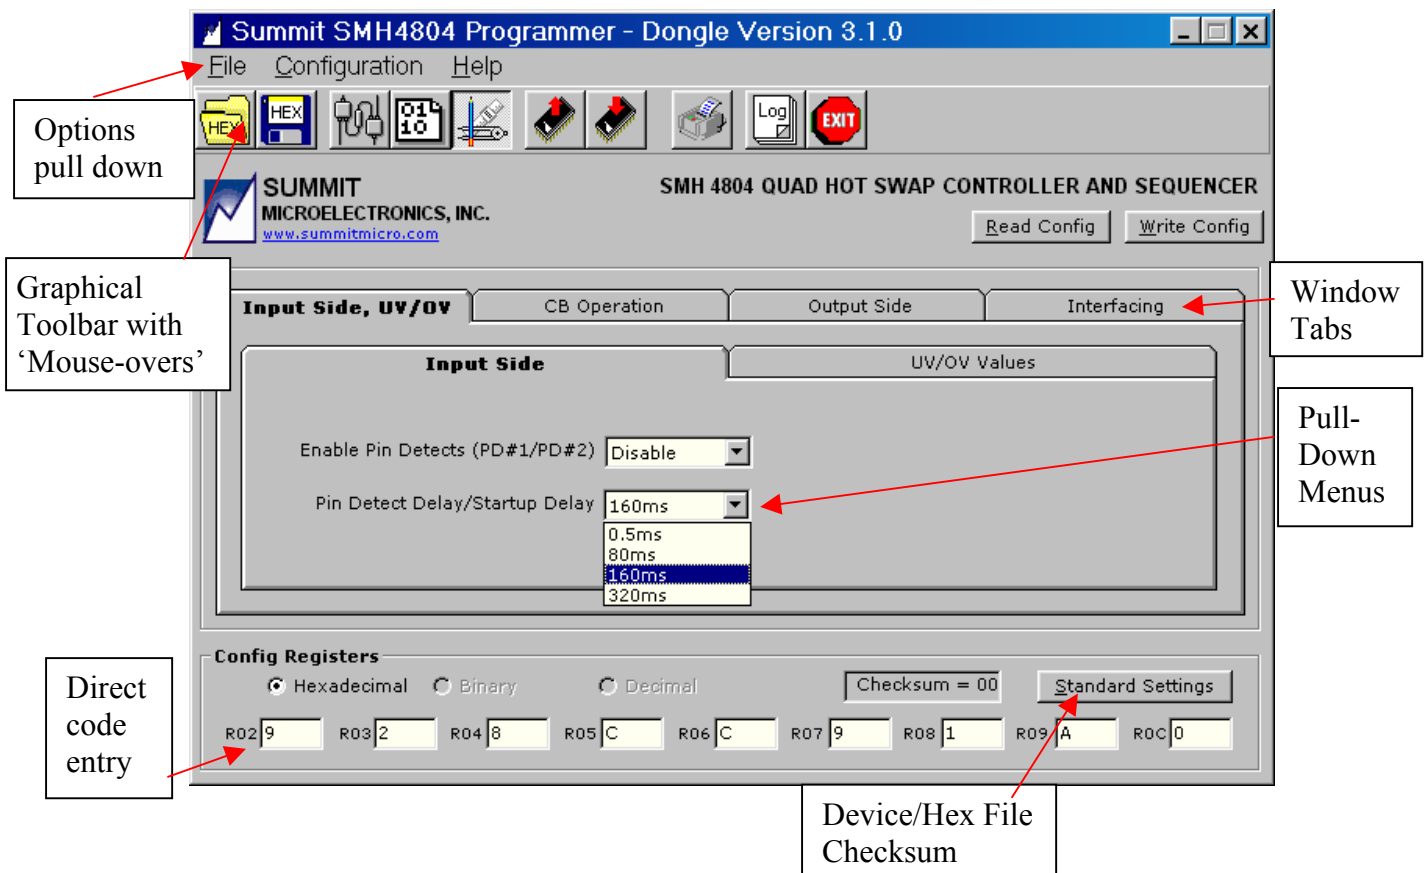 Summit SMH4804 Programmer - Dongle Version 3.1.0
File Configuration Help
Options
pull down
HEX
HEX
01
10
Log
EXIT
SUMMIT
MICROELECTRONICS, INC.
www.summitmicro.com
SMH 4804 QUAD HOT SWAP CONTROLLER AND SEQUENCER
Read Config Write Config
Graphical
Toolbar with
‘Mouse-overs’
Window
Tabs
Input Side, UV/OV CB Operation Output Side Interfacing
Input Side UV/OV Values
Pull-
Down
Menus
Enable Pin Detects (PD#1/PD#2) Disable
Pin Detect Delay/Startup Delay 160ms
0.5ms
80ms
160ms
320ms
Config Registers
Hexadecimal Binary Decimal Checksum = 00 Standard Settings
Direct
code
entry
R02 9 R03 2 R04 8 R05 C R06 C R07 9 R08 1 R09 A R0C 0
Device/Hex File
Checksum